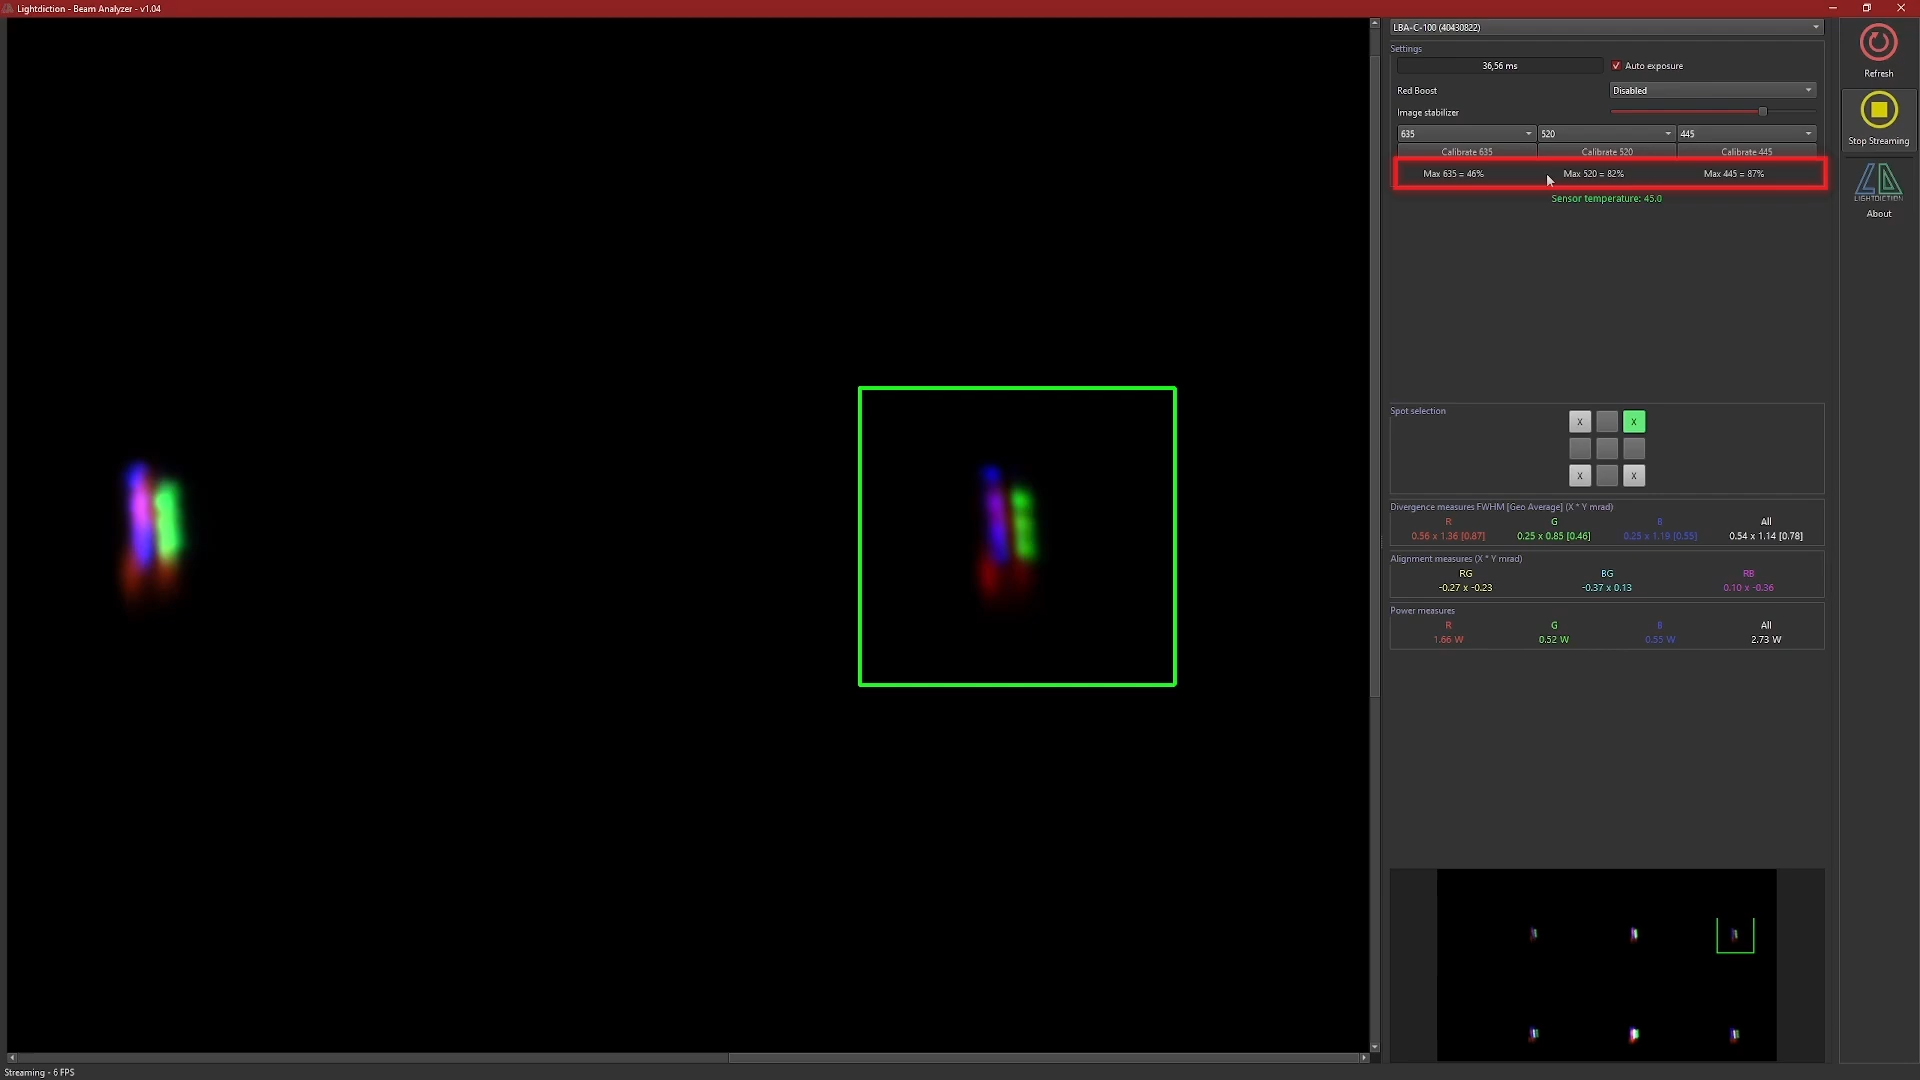 Lightdiction - Beam Analyzer - v1.04
LBA-C-100 (40430822)
Settings
36,56 ms
Auto exposure
Red Boost
Disabled
Image stabilizer
635 520 445
Calibrate 635 Calibrate 520 Calibrate 445
Max 635 = 46% Max 520 = 82% Max 445 = 87%
Sensor temperature: 45.0
Spot selection
X X
X X
Divergence measures FWHM [Geo Average] (X * Y mrad)
R G B All
0.56 x 1.36 [0.87] 0.25 x 0.85 [0.46] 0.25 x 1.19 [0.55] 0.54 x 1.14 [0.78]
Alignment measures (X * Y mrad)
RG BG RB
-0.27 x -0.23 -0.37 x 0.13 0.10 x -0.36
Power measures
R G B All
1.66 W 0.52 W 0.55 W 2.73 W
Refresh
Stop Streaming
LIGHTDICTION
About
Streaming - 6 FPS